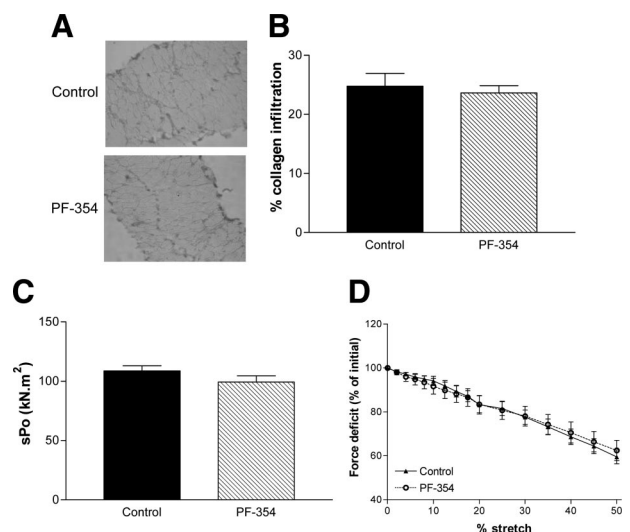 A
Control
PF-354
B
% collagen infiltration
30
20
10
0
Control
PF-354
C
sPo (kN.m²)
150
100
50
0
Control
PF-354
D
Force deficit (% of initial)
120
100
80
60
40
Control
PF-354
0 10 20 30 40 50
% stretch